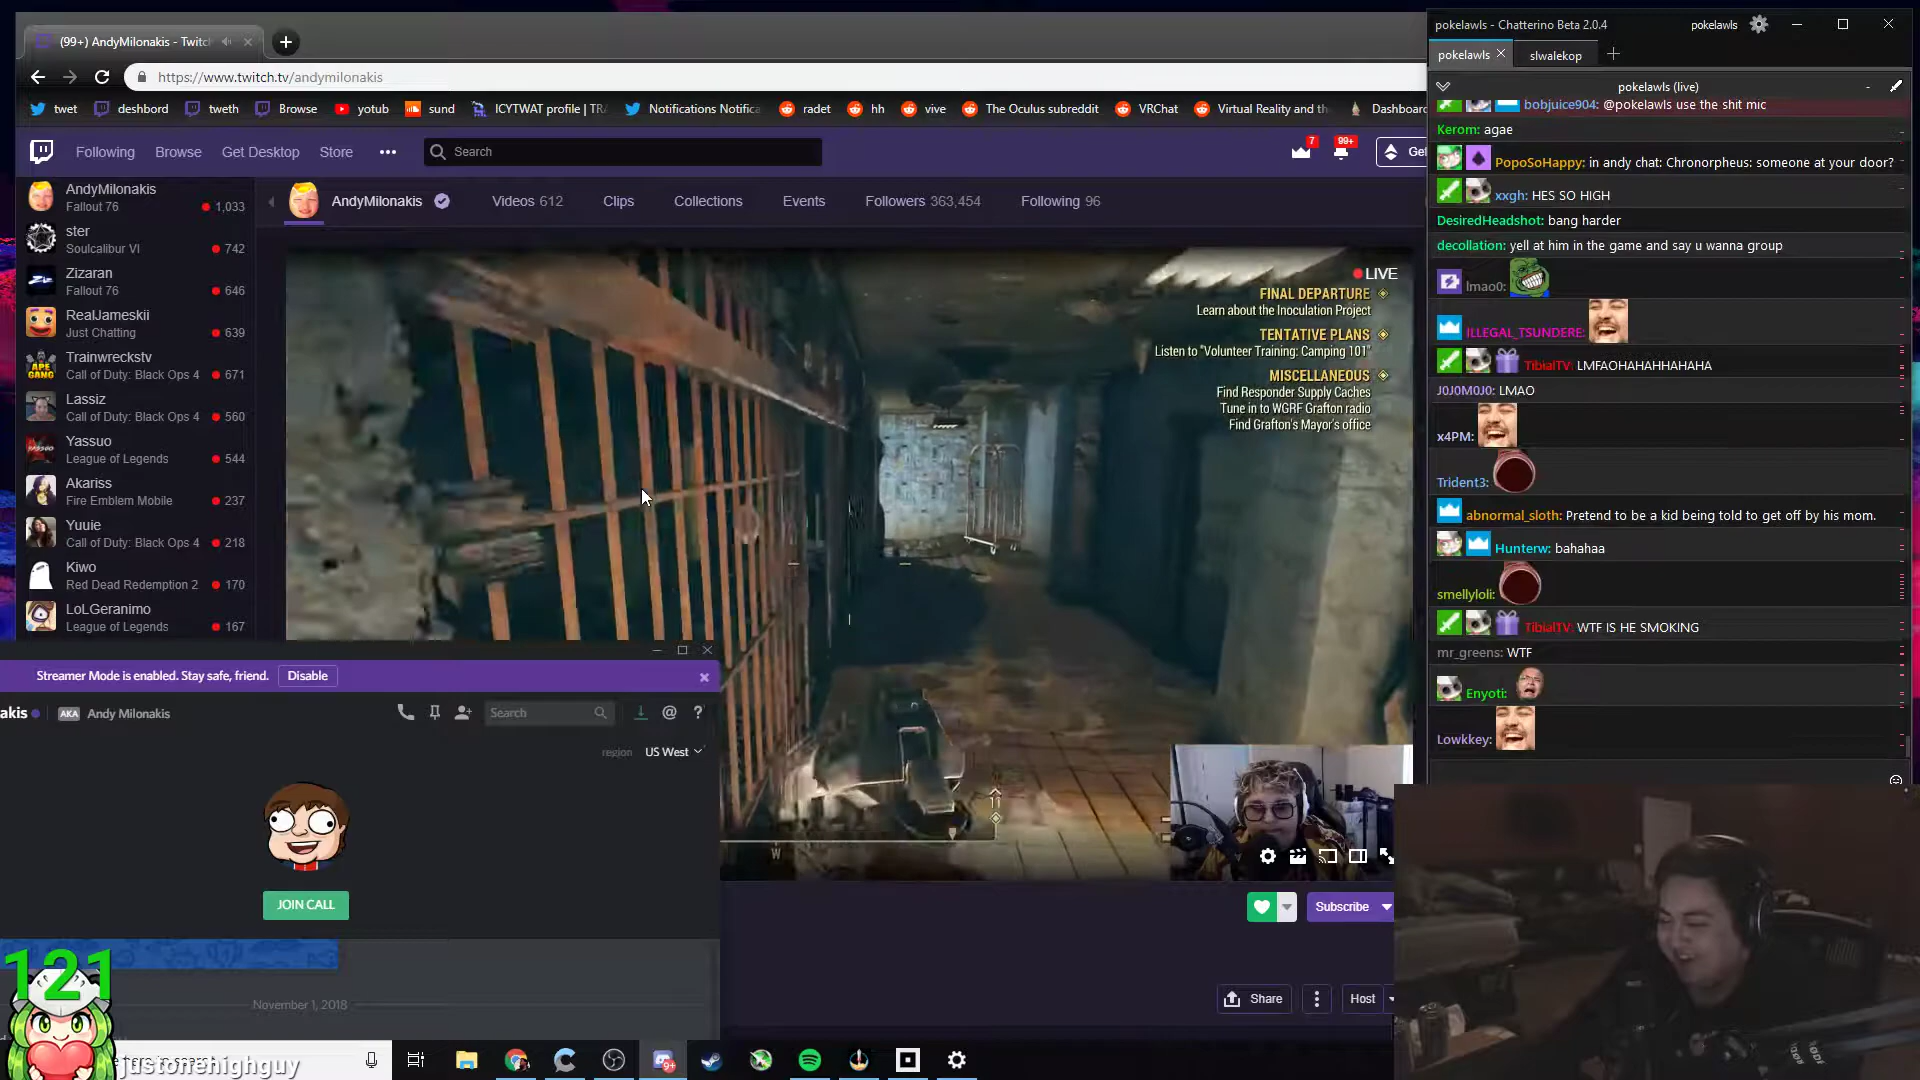 (99+) AndyMilonakis - Twitc
https://www.twitch.tv/andymilonakis
twet
deshbord
tweth
Browse
yotub
sund
ICYTWAT profile | TRA
Notifications Notifica
radet
hh
vive
The Oculus subreddit
VRChat
Virtual Reality and the
Dashboard
Following
Browse
Get Desktop
Store
•••
Search
7
99+
Get
AndyMilonakis
Fallout 76
1,033
ster
Soulcalibur VI
742
Zizaran
Fallout 76
646
RealJameskii
Just Chatting
639
Trainwreckstv
Call of Duty: Black Ops 4
671
Lassiz
Call of Duty: Black Ops 4
560
Yassuo
League of Legends
544
Akariss
Fire Emblem Mobile
237
Yuuie
Call of Duty: Black Ops 4
218
Kiwo
Red Dead Redemption 2
170
LoLGeranimo
League of Legends
167
AndyMilonakis
Videos 612
Clips
Collections
Events
Followers 363,454
Following 96
LIVE
FINAL DEPARTURE
Learn about the Inoculation Project
TENTATIVE PLANS
Listen to "Volunteer Training: Camping 101"
MISCELLANEOUS
Find Responder Supply Caches
Tune in to WGRF Grafton radio
Find Grafton's Mayor's office
W
Subscribe
Share
Host
Streamer Mode is enabled. Stay safe, friend.
Disable
akis
AKA
Andy Milonakis
Search
@
?
region
US West
JOIN CALL
November 1, 2018
121
justonehighguy
9+
pokelawls - Chatterino Beta 2.0.4
pokelawls
pokelawls
slwalekop
pokelawls (live)
bobjuice904: @pokelawls use the shit mic
Kerom: agae
PopoSoHappy: in andy chat: Chronorpheus: someone at your door?
xxgh: HES SO HIGH
DesiredHeadshot: bang harder
decollation: yell at him in the game and say u wanna group
lmao0:
ILLEGAL_TSUNDERE:
TibialTV: LMFAOHAHAHHAHAHA
J0J0M0J0: LMAO
x4PM:
Trident3:
abnormal_sloth: Pretend to be a kid being told to get off by his mom.
Hunterw: bahahaa
smellyloli:
TibialTV: WTF IS HE SMOKING
mr_greens: WTF
Enyoti:
Lowkkey: